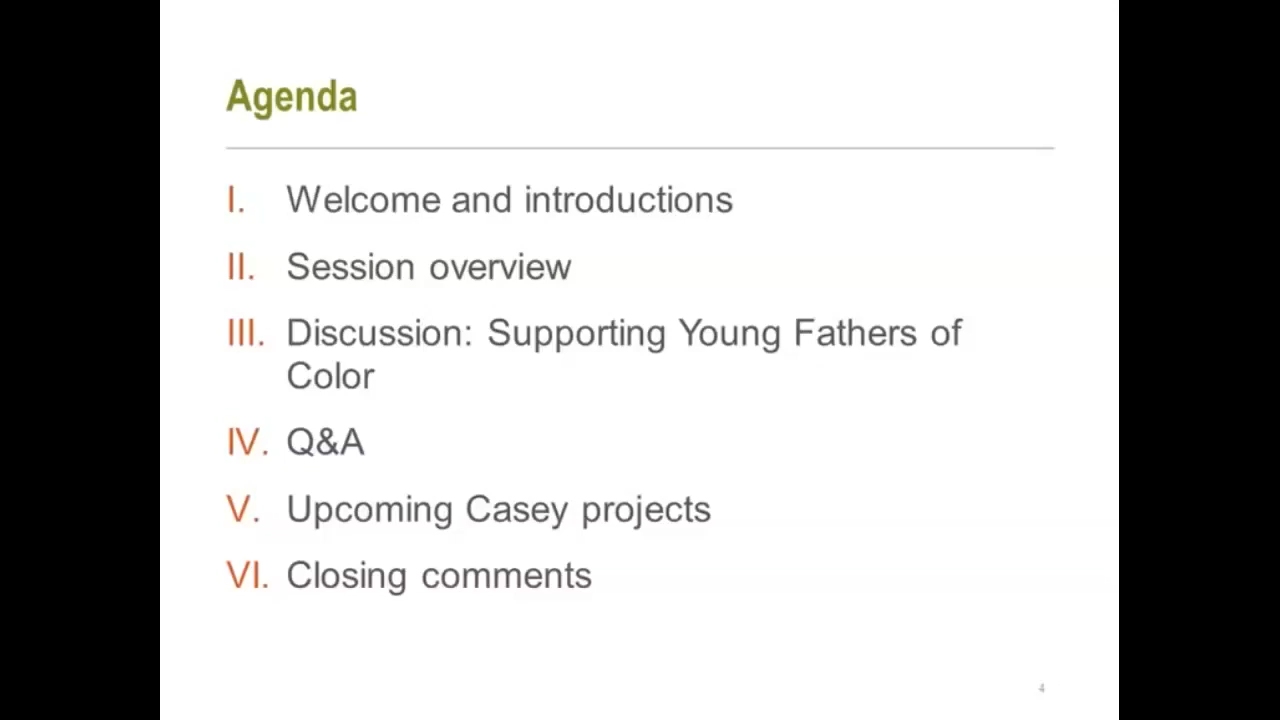 Agenda
I. Welcome and introductions
II. Session overview
III. Discussion: Supporting Young Fathers of
Color
IV. Q&A
V. Upcoming Casey projects
VI. Closing comments
4